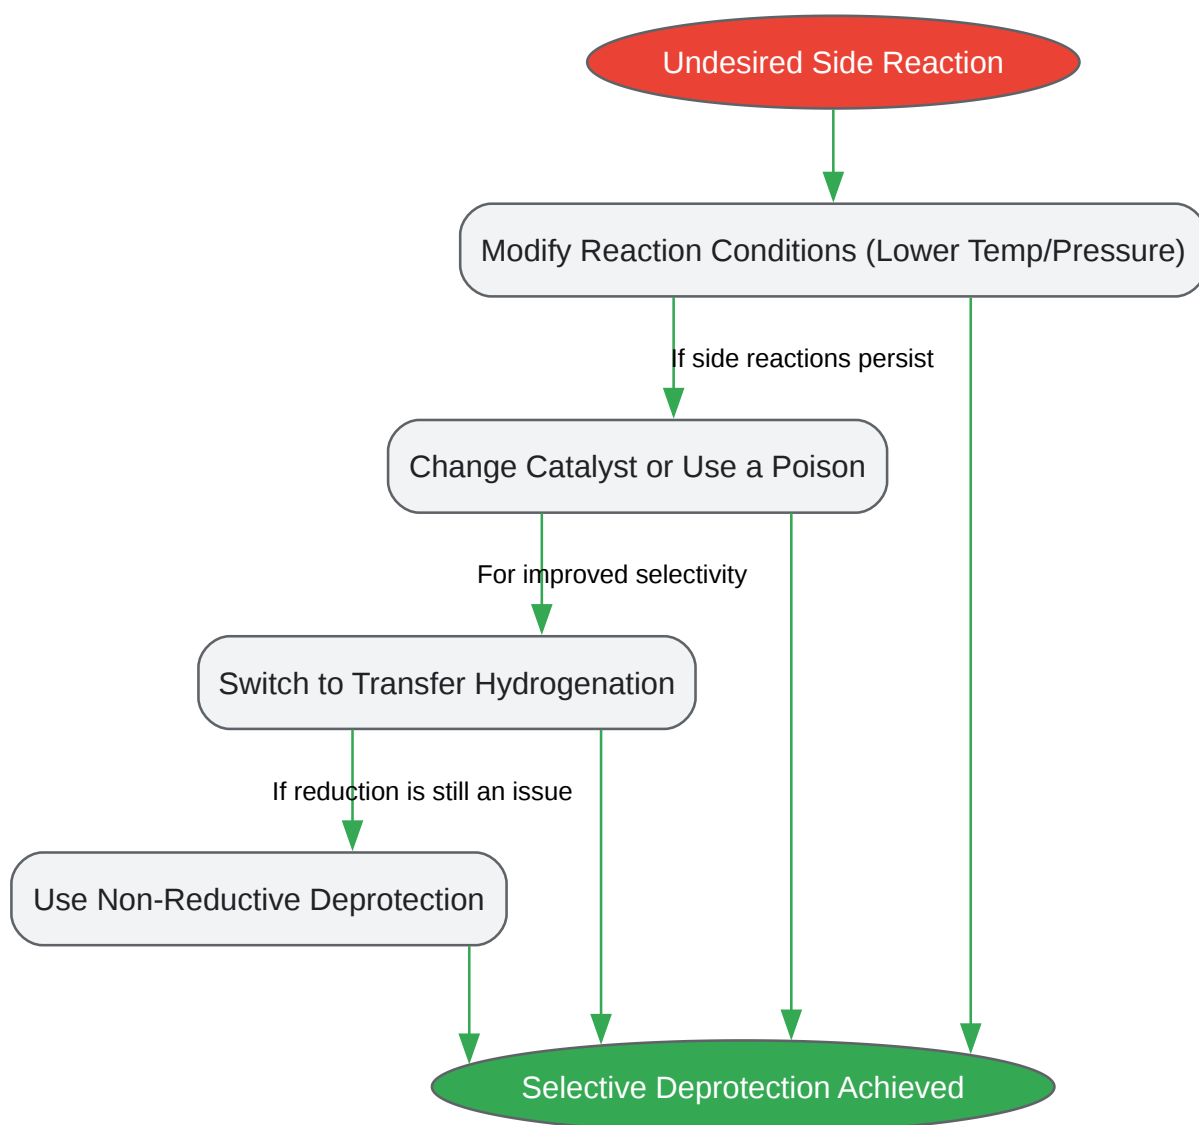 Undesired Side Reaction
Modify Reaction Conditions (Lower Temp/Pressure)
If side reactions persist
Change Catalyst or Use a Poison
For improved selectivity
Switch to Transfer Hydrogenation
If reduction is still an issue
Use Non-Reductive Deprotection
Selective Deprotection Achieved